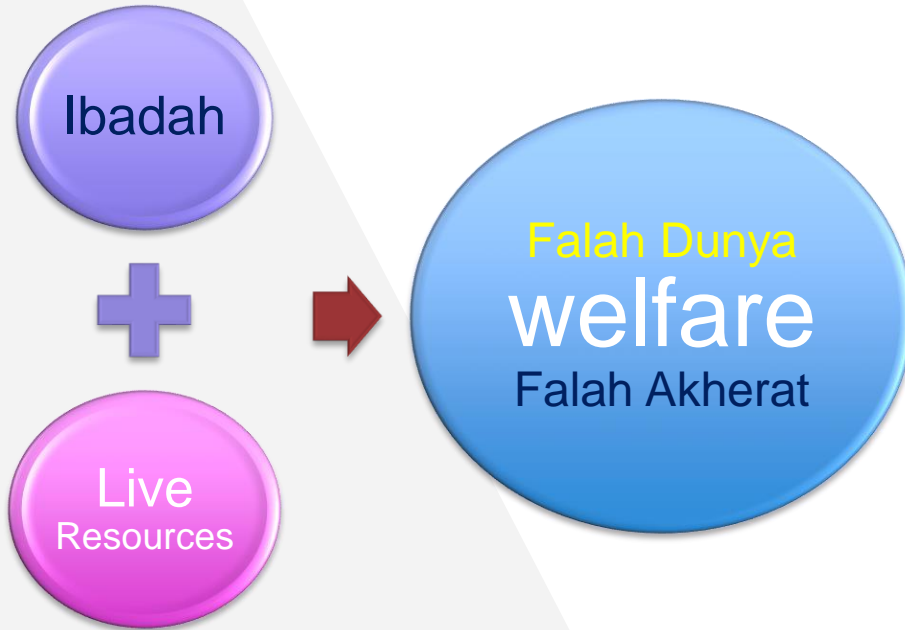 Ibadah
Live
Resources
Falah Dunya
welfare
Falah Akherat